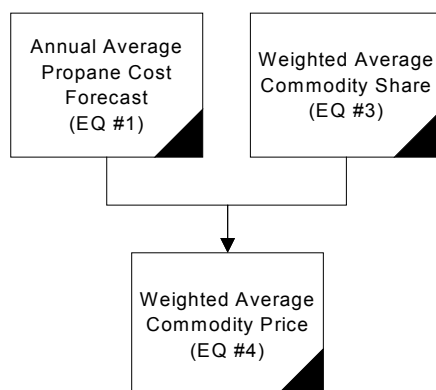 Annual Average
Propane Cost
Forecast
(EQ #1)
Weighted Average
Commodity Share
(EQ #3)
Weighted Average
Commodity Price
(EQ #4)